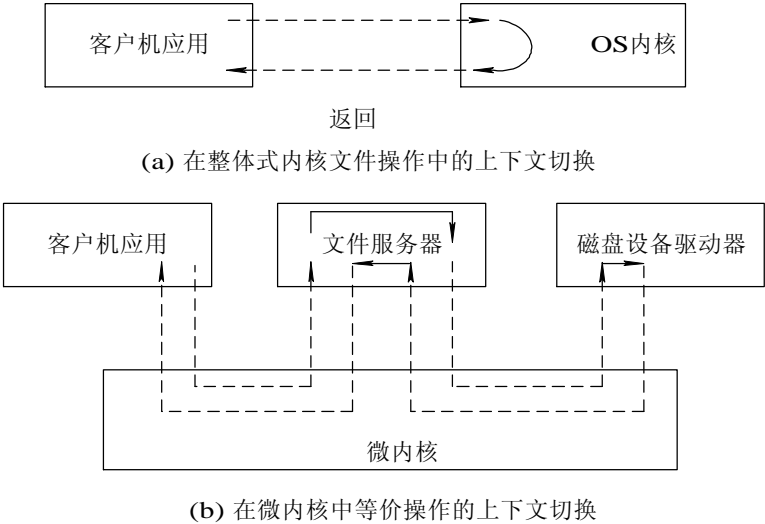 客户机应用
OS内核
返回
(a) 在整体式内核文件操作中的上下文切换
客户机应用
文件服务器
磁盘设备驱动器
微内核
(b) 在微内核中等价操作的上下文切换